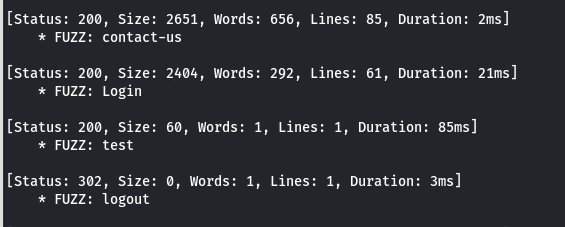 [Status: 200, Size: 2651, Words: 656, Lines: 85, Duration: 2ms]
* FUZZ: contact-us
[Status: 200, Size: 2404, Words: 292, Lines: 61, Duration: 21ms]
* FUZZ: Login
[Status: 200, Size: 60, Words: 1, Lines: 1, Duration: 85ms]
* FUZZ: test
[Status: 302, Size: 0, Words: 1, Lines: 1, Duration: 3ms]
* FUZZ: logout